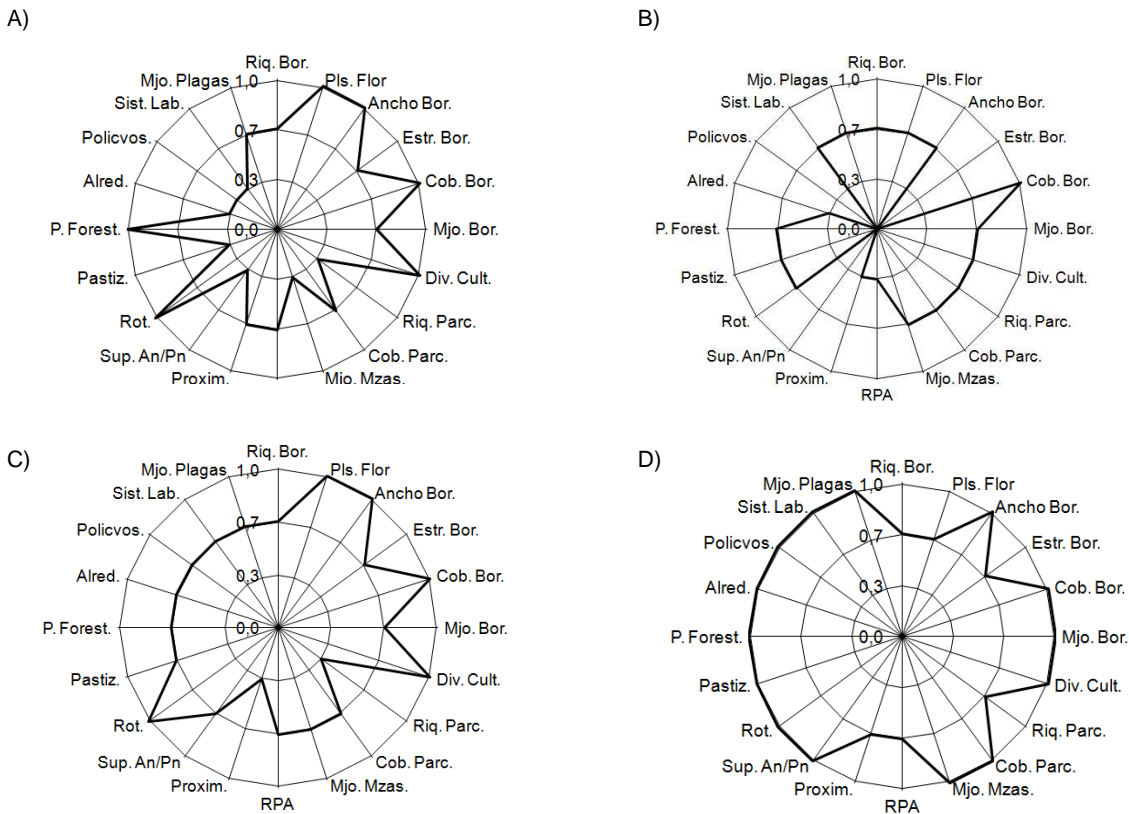 A)
Riq. Bor.
Mjo. Plagas 1,0 Pls. Flor
Sist. Lab. Ancho Bor.
Policvos. 0,7 Estr. Bor.
Alred. 0,3 Cob. Bor.
P. Forest. 0,0 Mjo. Bor.
Pastiz. Div. Cult.
Rot. Riq. Parc.
Sup. An/Pn Cob. Parc.
Proxim. Mjo. Mzas.
B)
Riq. Bor.
Mjo. Plagas 1,0 Pls. Flor
Sist. Lab. Ancho Bor.
Policvos. 0,7 Estr. Bor.
Alred. 0,3 Cob. Bor.
P. Forest. 0,0 Mjo. Bor.
Pastiz. Div. Cult.
Rot. Riq. Parc.
Sup. An/Pn Cob. Parc.
Proxim. Mjo. Mzas.
RPA
C)
Riq. Bor.
Mjo. Plagas 1,0 Pls. Flor
Sist. Lab. Ancho Bor.
Policvos. 0,7 Estr. Bor.
Alred. 0,3 Cob. Bor.
P. Forest. 0,0 Mjo. Bor.
Pastiz. Div. Cult.
Rot. Riq. Parc.
Sup. An/Pn Cob. Parc.
Proxim. Mjo. Mzas.
RPA
D)
Riq. Bor.
Mjo. Plagas 1,0 Pls. Flor
Sist. Lab. Ancho Bor.
Policvos. 0,7 Estr. Bor.
Alred. 0,3 Cob. Bor.
P. Forest. 0,0 Mjo. Bor.
Pastiz. Div. Cult.
Rot. Riq. Parc.
Sup. An/Pn Cob. Parc.
Proxim. Mjo. Mzas.
RPA